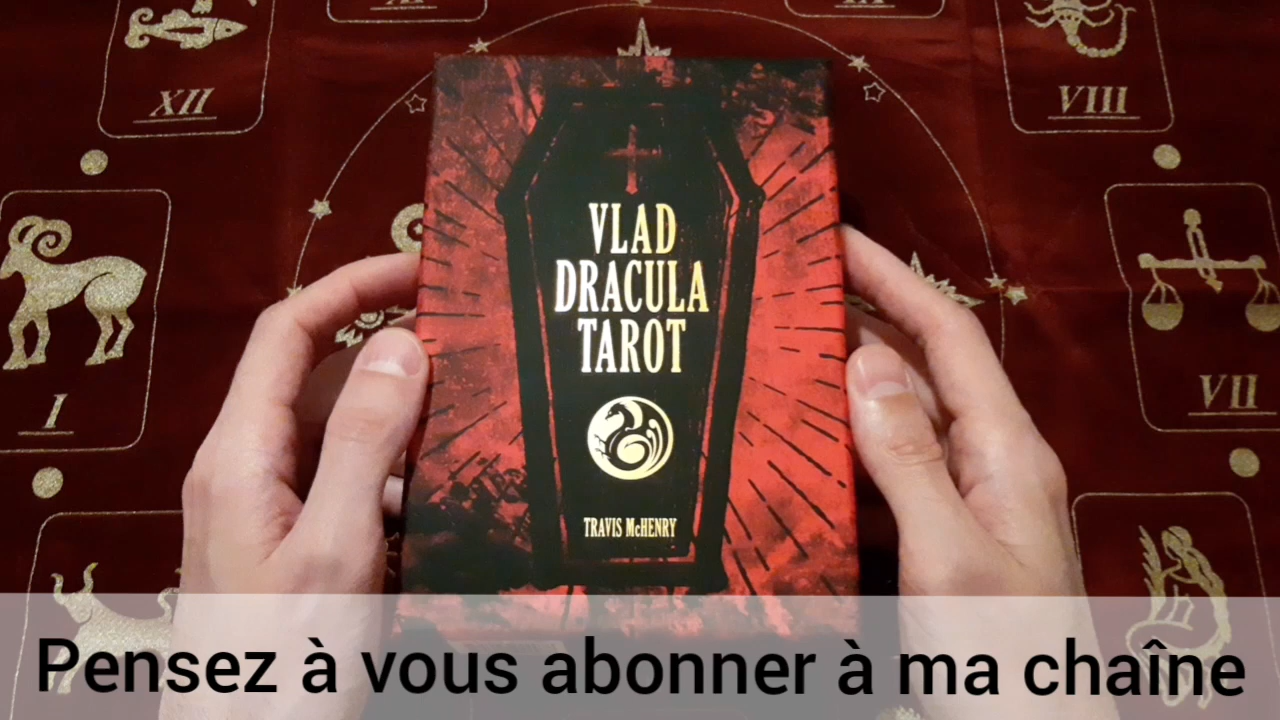 XII
VIII
VLAD
DRACULA
TAROT
I
VII
TRAVIS McHENRY
Pensez à vous abonner à ma chaîne